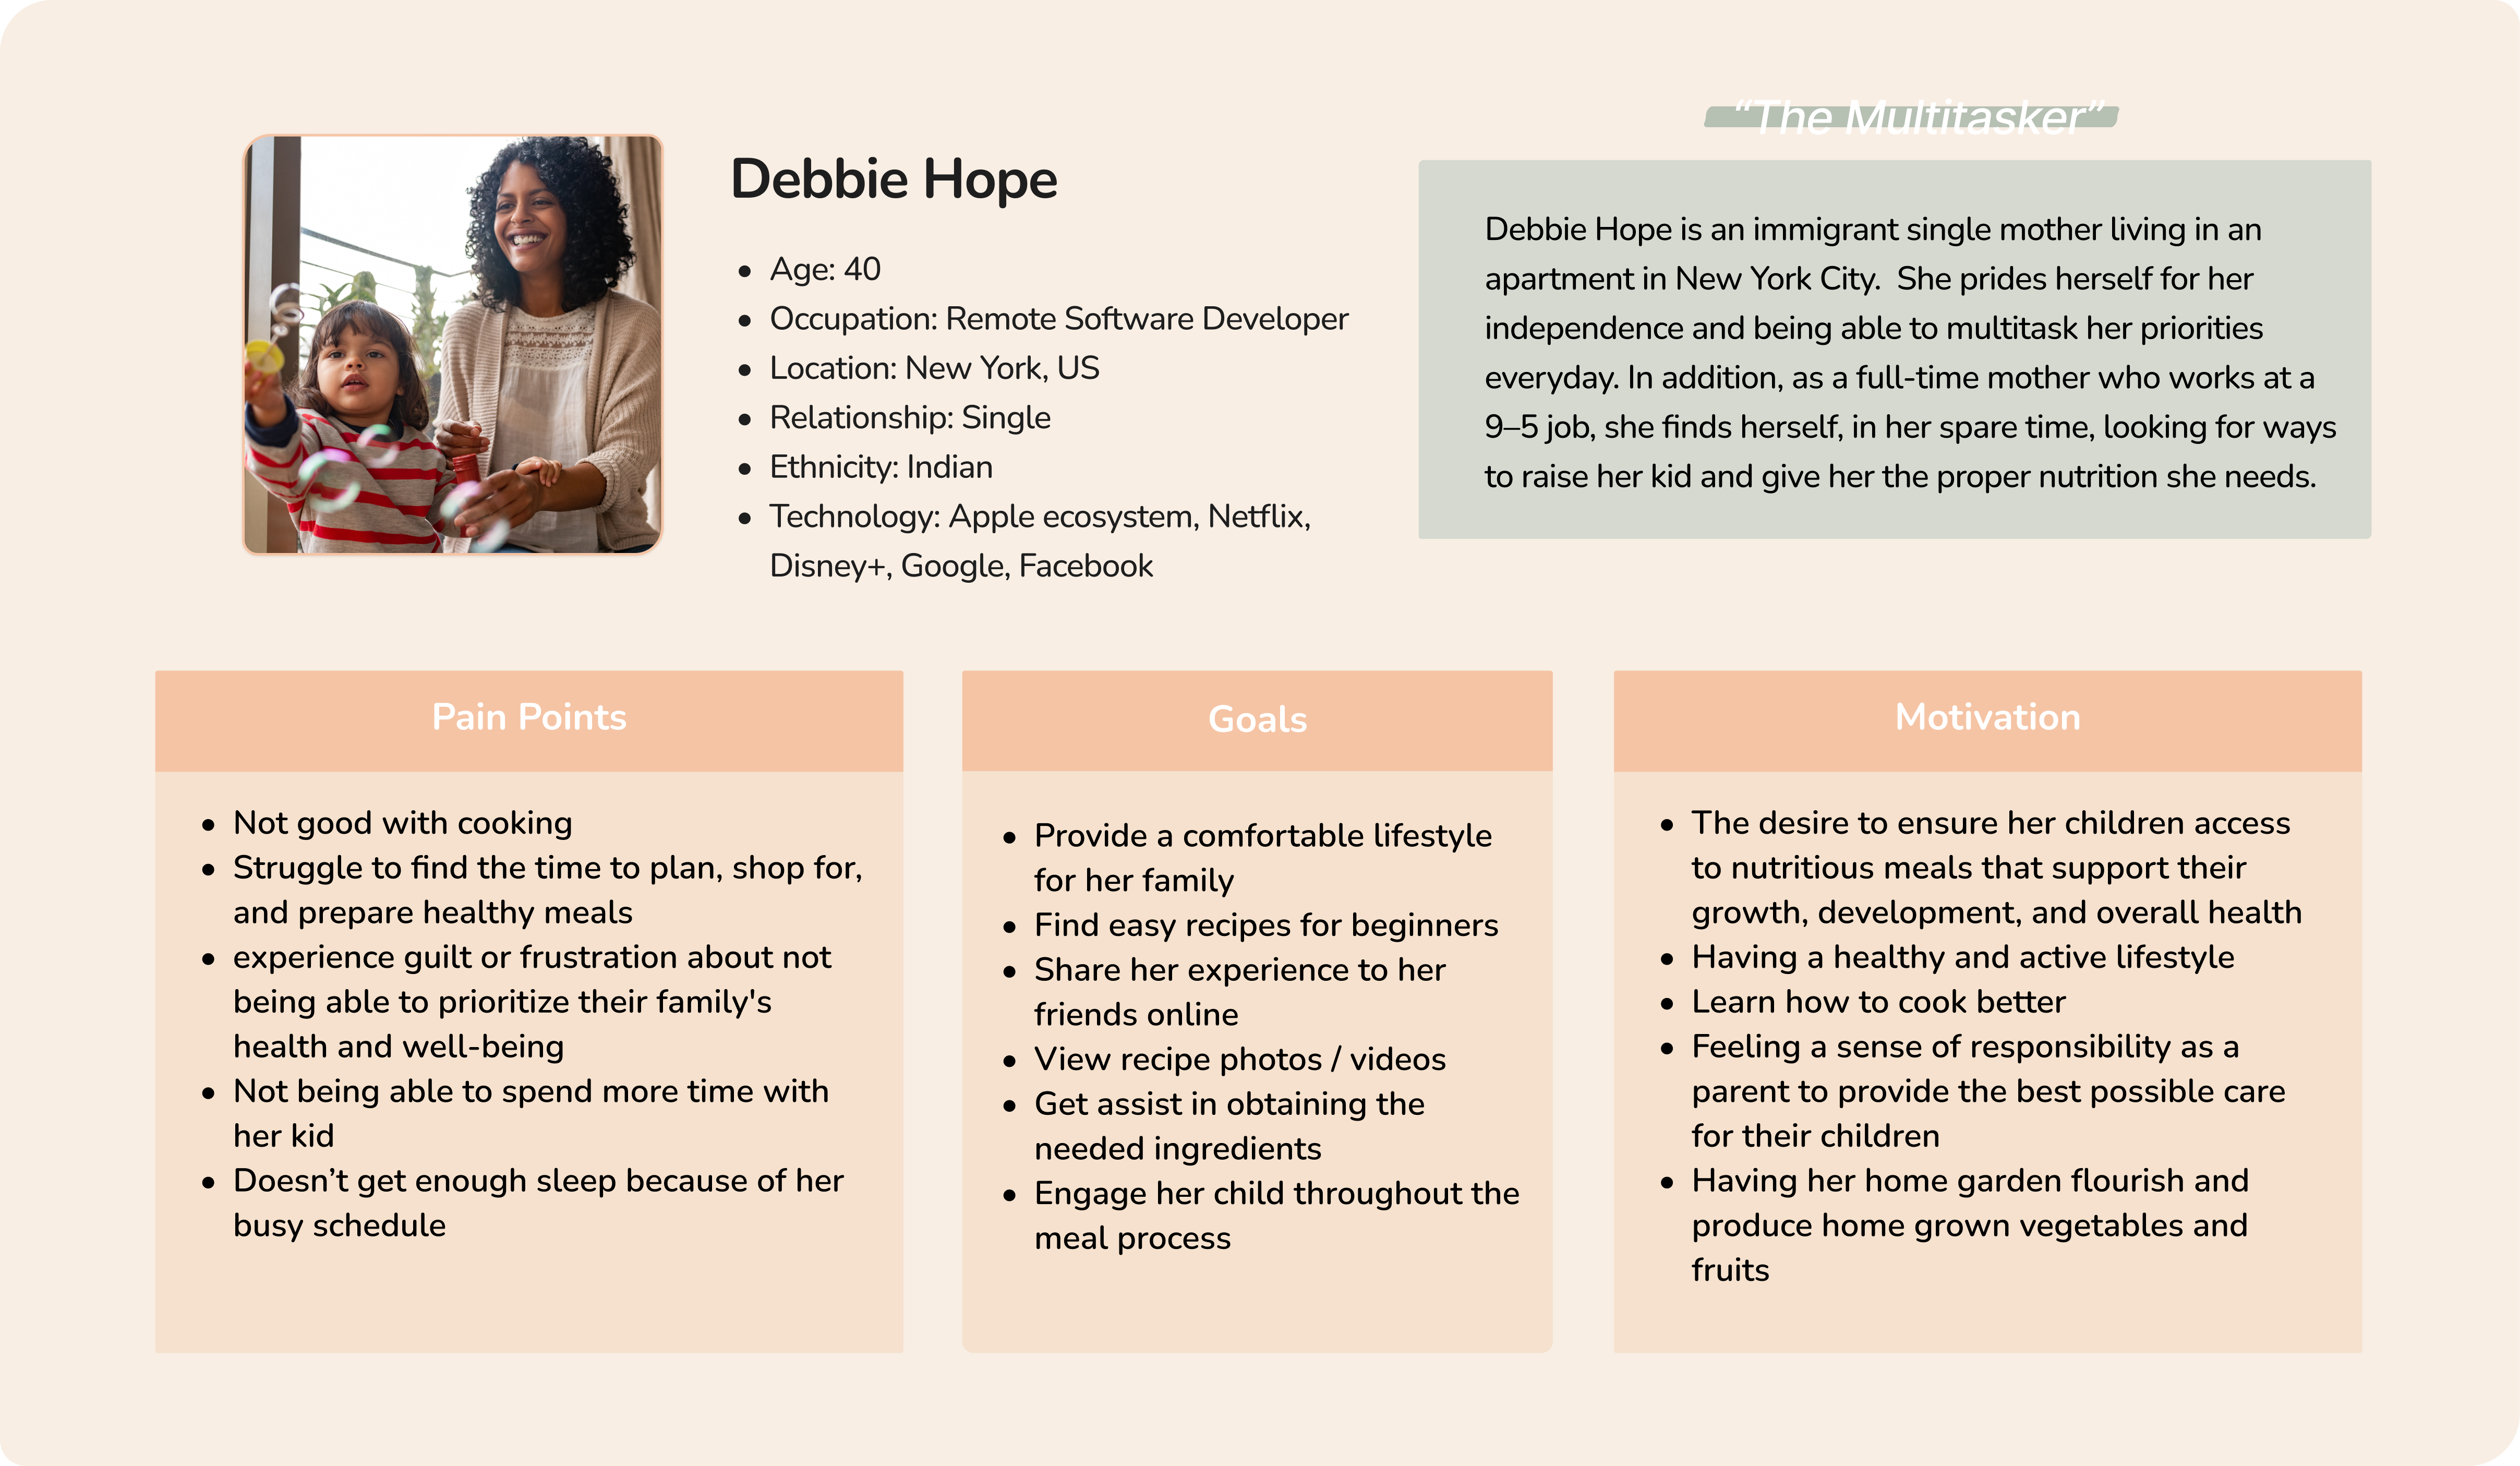 Debbie Hope
• Age: 40
• Occupation: Remote Software Developer
• Location: New York, US
• Relationship: Single
• Ethnicity: Indian
• Technology: Apple ecosystem, Netflix,
Disney+, Google, Facebook
“The Multitasker”
Debbie Hope is an immigrant single mother living in an
apartment in New York City.  She prides herself for her
independence and being able to multitask her priorities
everyday. In addition, as a full-time mother who works at a
9–5 job, she finds herself, in her spare time, looking for ways
to raise her kid and give her the proper nutrition she needs.
Pain Points
• Not good with cooking
• Struggle to find the time to plan, shop for,
and prepare healthy meals
• experience guilt or frustration about not
being able to prioritize their family's
health and well-being
• Not being able to spend more time with
her kid
• Doesn’t get enough sleep because of her
busy schedule
Goals
• Provide a comfortable lifestyle
for her family
• Find easy recipes for beginners
• Share her experience to her
friends online
• View recipe photos / videos
• Get assist in obtaining the
needed ingredients
• Engage her child throughout the
meal process
Motivation
• The desire to ensure her children access
to nutritious meals that support their
growth, development, and overall health
• Having a healthy and active lifestyle
• Learn how to cook better
• Feeling a sense of responsibility as a
parent to provide the best possible care
for their children
• Having her home garden flourish and
produce home grown vegetables and
fruits